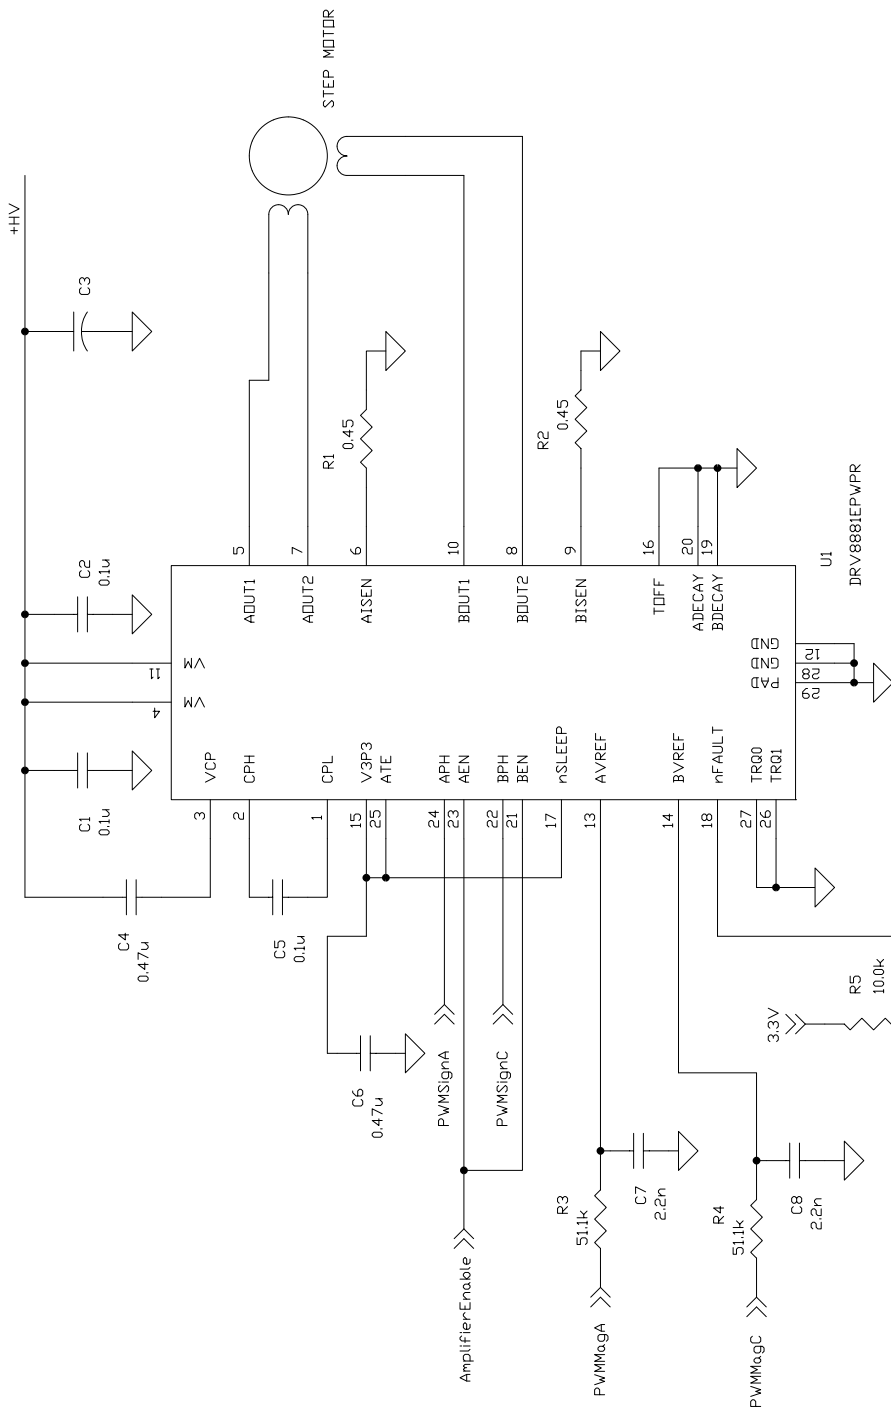 STEP MOTOR
+HV
C3
C2
0.1u
C1
0.1u
C4
0.47u
C5
0.1u
C6
0.47u
R1
0.45
R2
0.45
5
7
6
10
8
9
16
20
19
11
4
VM
VM
AOUT1
AOUT2
AISEN
BOUT1
BOUT2
BISEN
TOFF
ADECAY
BDECAY
U1
DRV8881EPWPR
GND
GND
PAD
12
28
29
VCP
CPH
CPL
V3P3
ATE
APH
AEN
BPH
BEN
nSLEEP
AVREF
BVREF
nFAULT
TRQ0
TRQ1
3
2
1
15
25
24
23
22
21
17
13
14
18
27
26
PWMSignA
PWMSignC
AmplifierEnable
R3
51.1k
C7
2.2n
PWMMagA
R4
51.1k
C8
2.2n
PWMMagC
3.3V
R5
10.0k